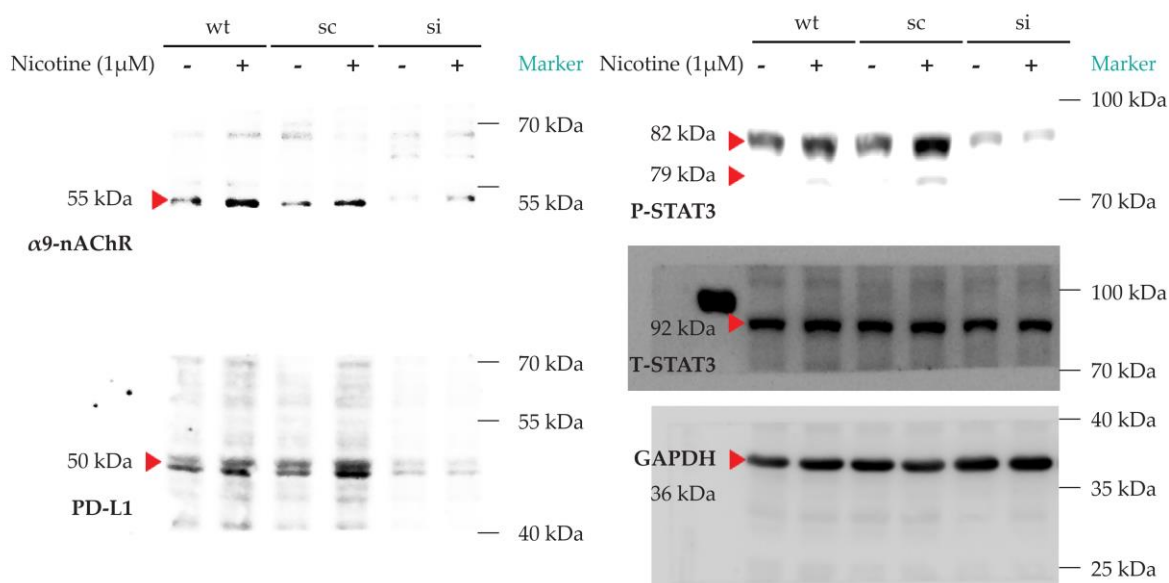 wt sc si
Nicotine (1μM) - + - + - + Marker
70 kDa
55 kDa 55 kDa
α9-nAChR
70 kDa
55 kDa
50 kDa
PD-L1
40 kDa
wt sc si
Nicotine (1μM) - + - + - + Marker
100 kDa
82 kDa
79 kDa
70 kDa
P-STAT3
100 kDa
92 kDa
T-STAT3
70 kDa
40 kDa
GAPDH
36 kDa
35 kDa
25 kDa